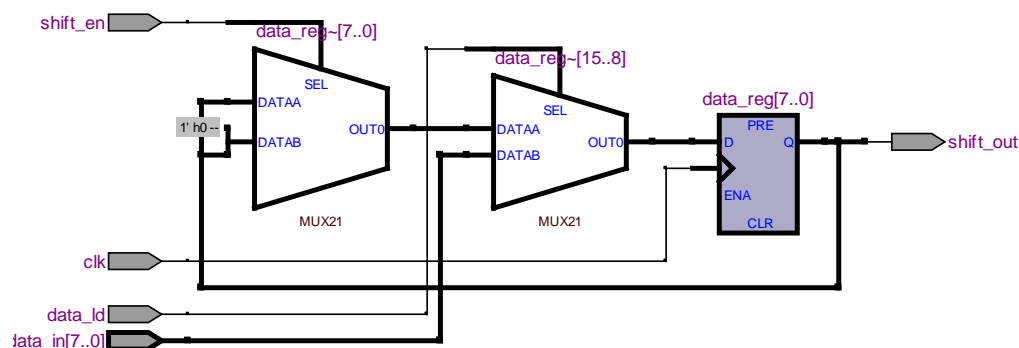 shift_en
data_reg~[7..0]
SEL
DATAA
1' h0 --
DATAB
OUT0
MUX21
data_reg~[15..8]
SEL
DATAA
DATAB
OUT0
MUX21
data_reg[7..0]
PRE
D
Q
ENA
CLR
shift_out
clk
data_ld
data_in[7..0]